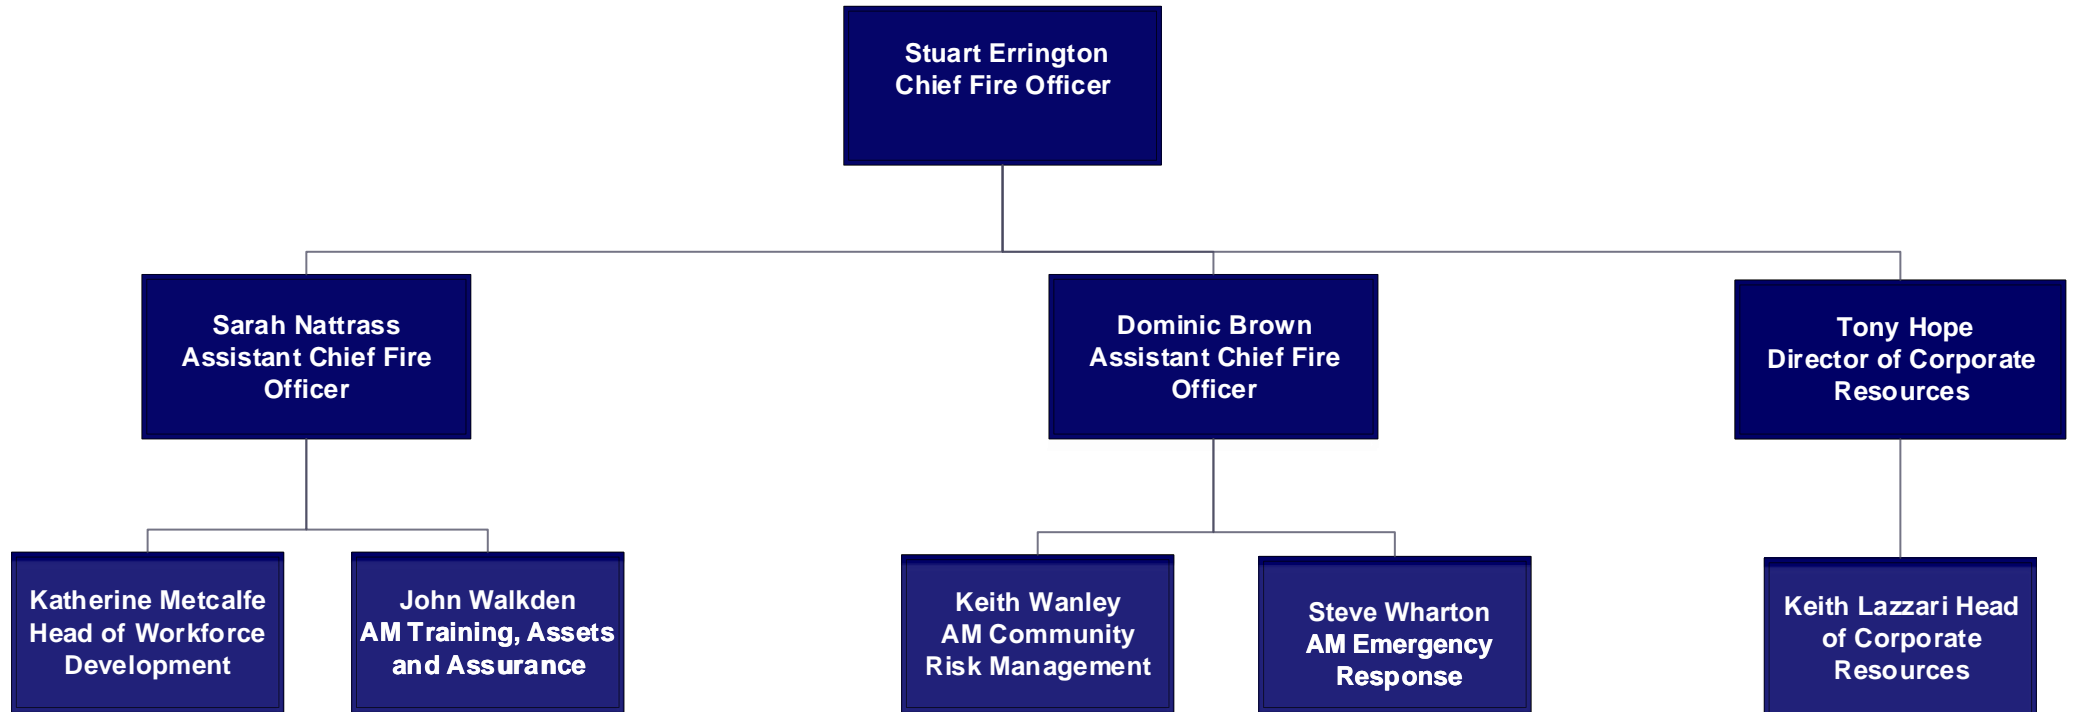 Stuart Errington
Chief Fire Officer
Sarah Nattrass
Assistant Chief Fire
Officer
Dominic Brown
Assistant Chief Fire
Officer
Tony Hope
Director of Corporate
Resources
Katherine Metcalfe
Head of Workforce
Development
John Walkden
AM Training, Assets
and Assurance
Keith Wanley
AM Community
Risk Management
Steve Wharton
AM Emergency
Response
Keith Lazzari Head
of Corporate
Resources